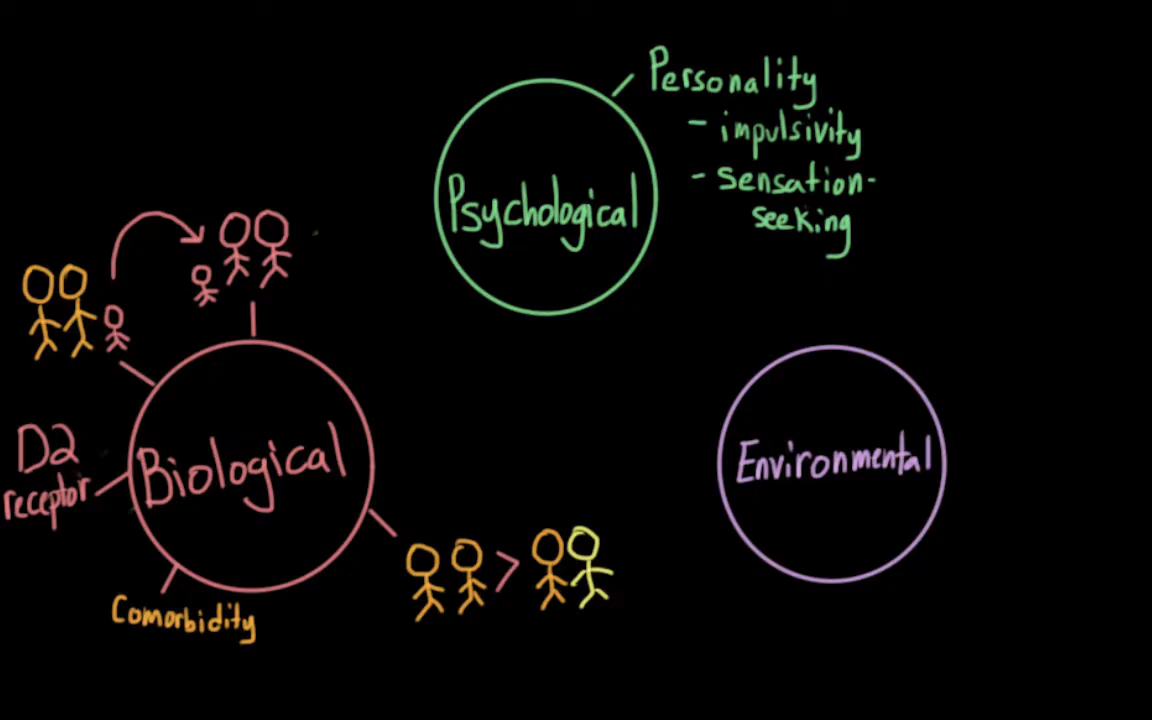 Personality
- impulsivity
- sensation-
seeking
Psychological
D2
receptor
Biological
Environmental
>
Comorbidity